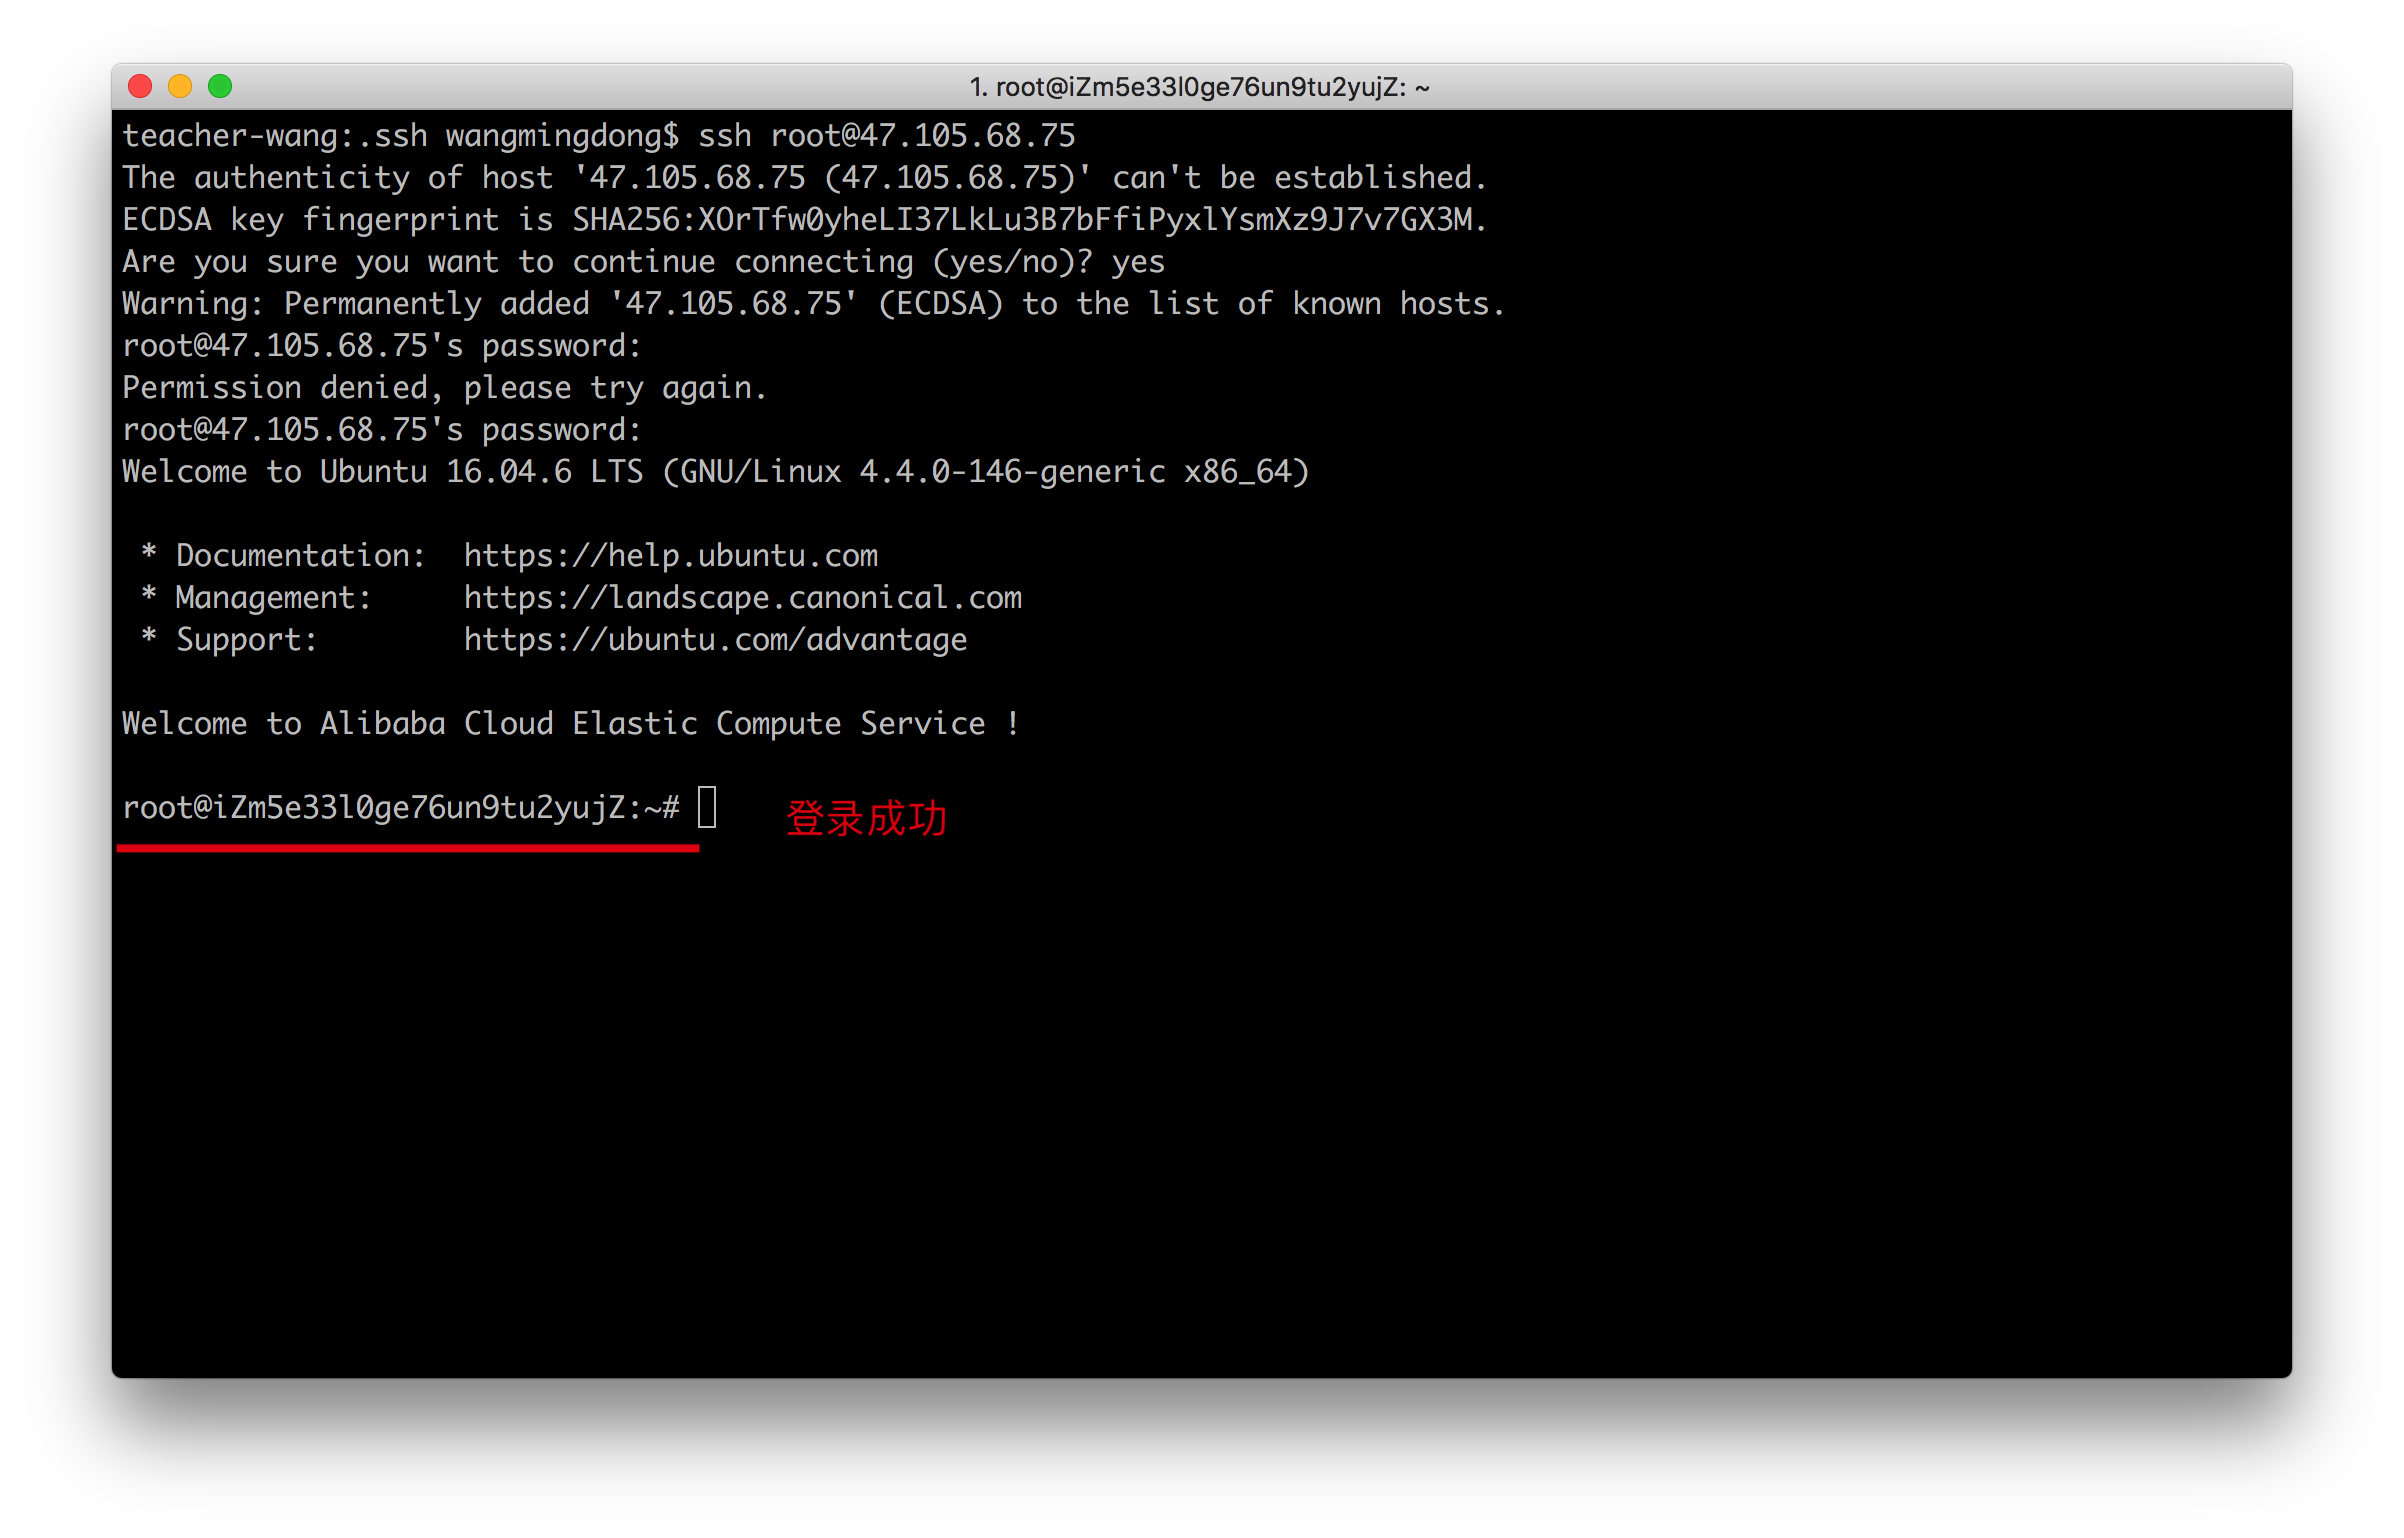 1. root@iZm5e33l0ge76un9tu2yujZ: ~
teacher-wang:.ssh wangmingdong$ ssh root@47.105.68.75
The authenticity of host '47.105.68.75 (47.105.68.75)' can't be established.
ECDSA key fingerprint is SHA256:XOrTfw0yheLI37LkLu3B7bFfiPyxlYsmXz9J7v7GX3M.
Are you sure you want to continue connecting (yes/no)? yes
Warning: Permanently added '47.105.68.75' (ECDSA) to the list of known hosts.
root@47.105.68.75's password:
Permission denied, please try again.
root@47.105.68.75's password:
Welcome to Ubuntu 16.04.6 LTS (GNU/Linux 4.4.0-146-generic x86_64)
* Documentation:  https://help.ubuntu.com
* Management:     https://landscape.canonical.com
* Support:        https://ubuntu.com/advantage
Welcome to Alibaba Cloud Elastic Compute Service !
root@iZm5e33l0ge76un9tu2yujZ:~# 登录成功